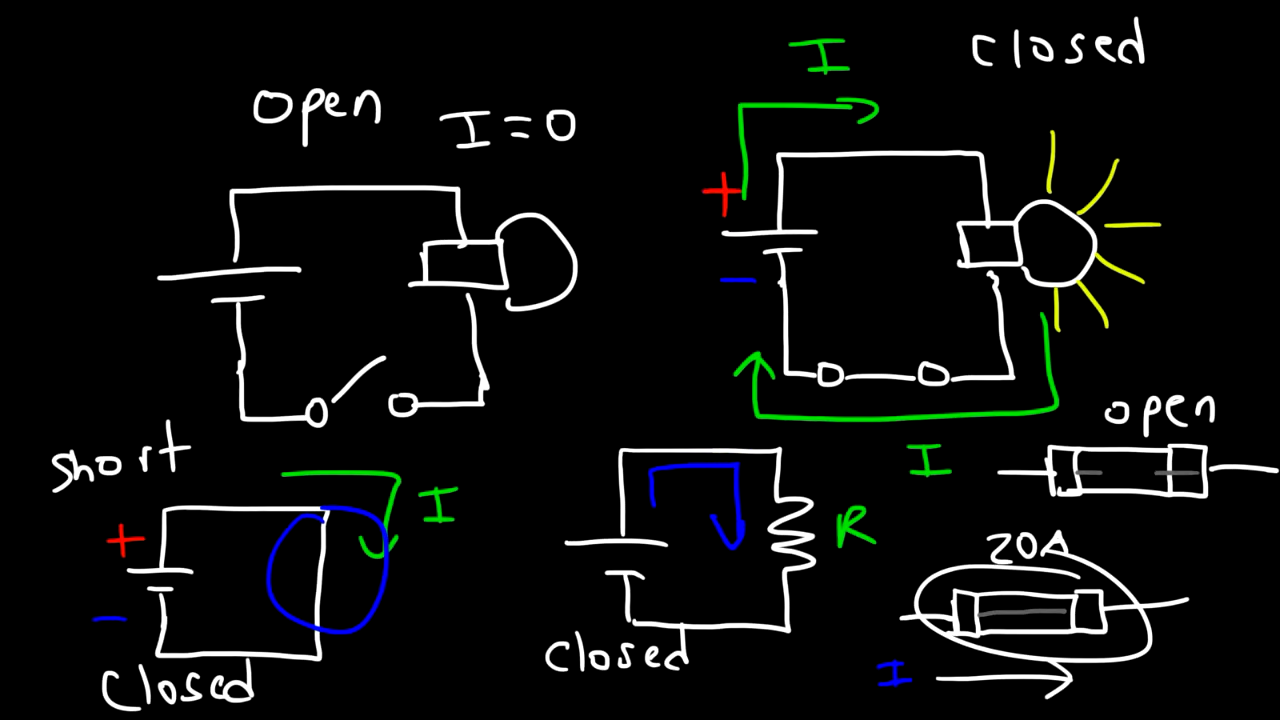 open
I = 0
I
closed
+
−
I
open
short
I
+
−
closed
R
closed
20A
I